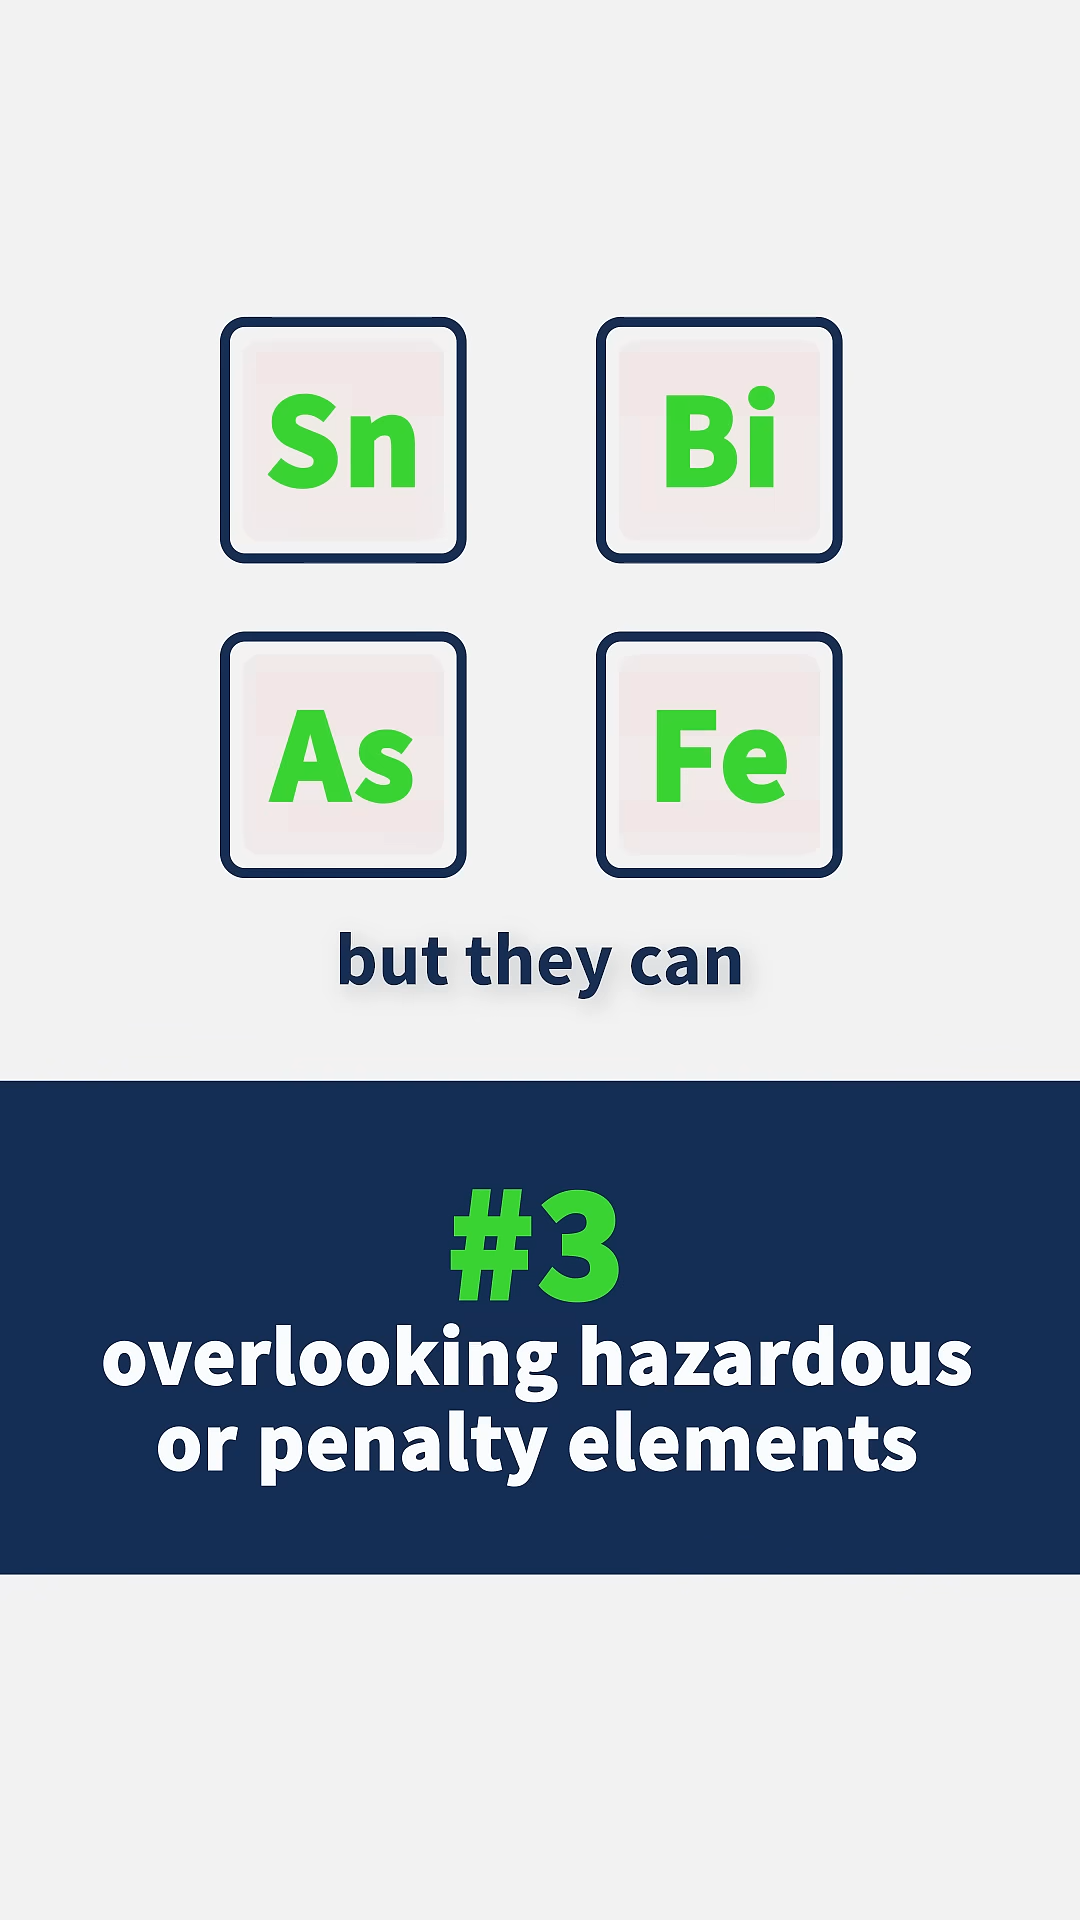 Sn Bi
As Fe
but they can
#3
overlooking hazardous
or penalty elements